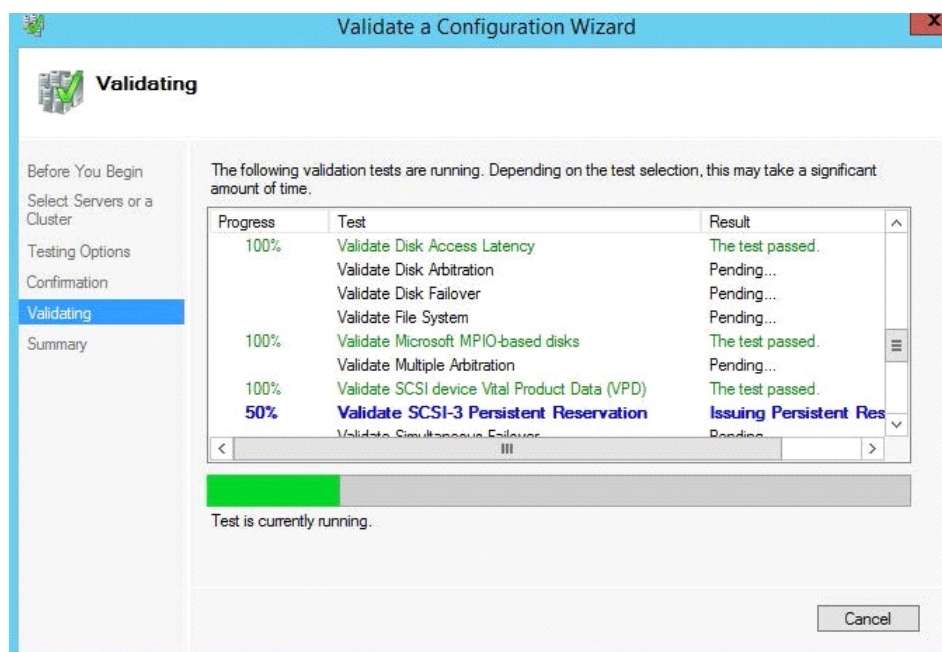 Validate a Configuration Wizard
X
Validating
Before You Begin
Select Servers or a
Cluster
Testing Options
Confirmation
Validating
Summary
The following validation tests are running. Depending on the test selection, this may take a significant
amount of time.
Progress Test Result
100% Validate Disk Access Latency The test passed.
Validate Disk Arbitration Pending...
Validate Disk Failover Pending...
Validate File System Pending...
100% Validate Microsoft MPIO-based disks The test passed.
Validate Multiple Arbitration Pending...
100% Validate SCSI device Vital Product Data (VPD) The test passed.
50% Validate SCSI-3 Persistent Reservation Issuing Persistent Res
Validate Simultaneous Failover Pending
Test is currently running.
Cancel